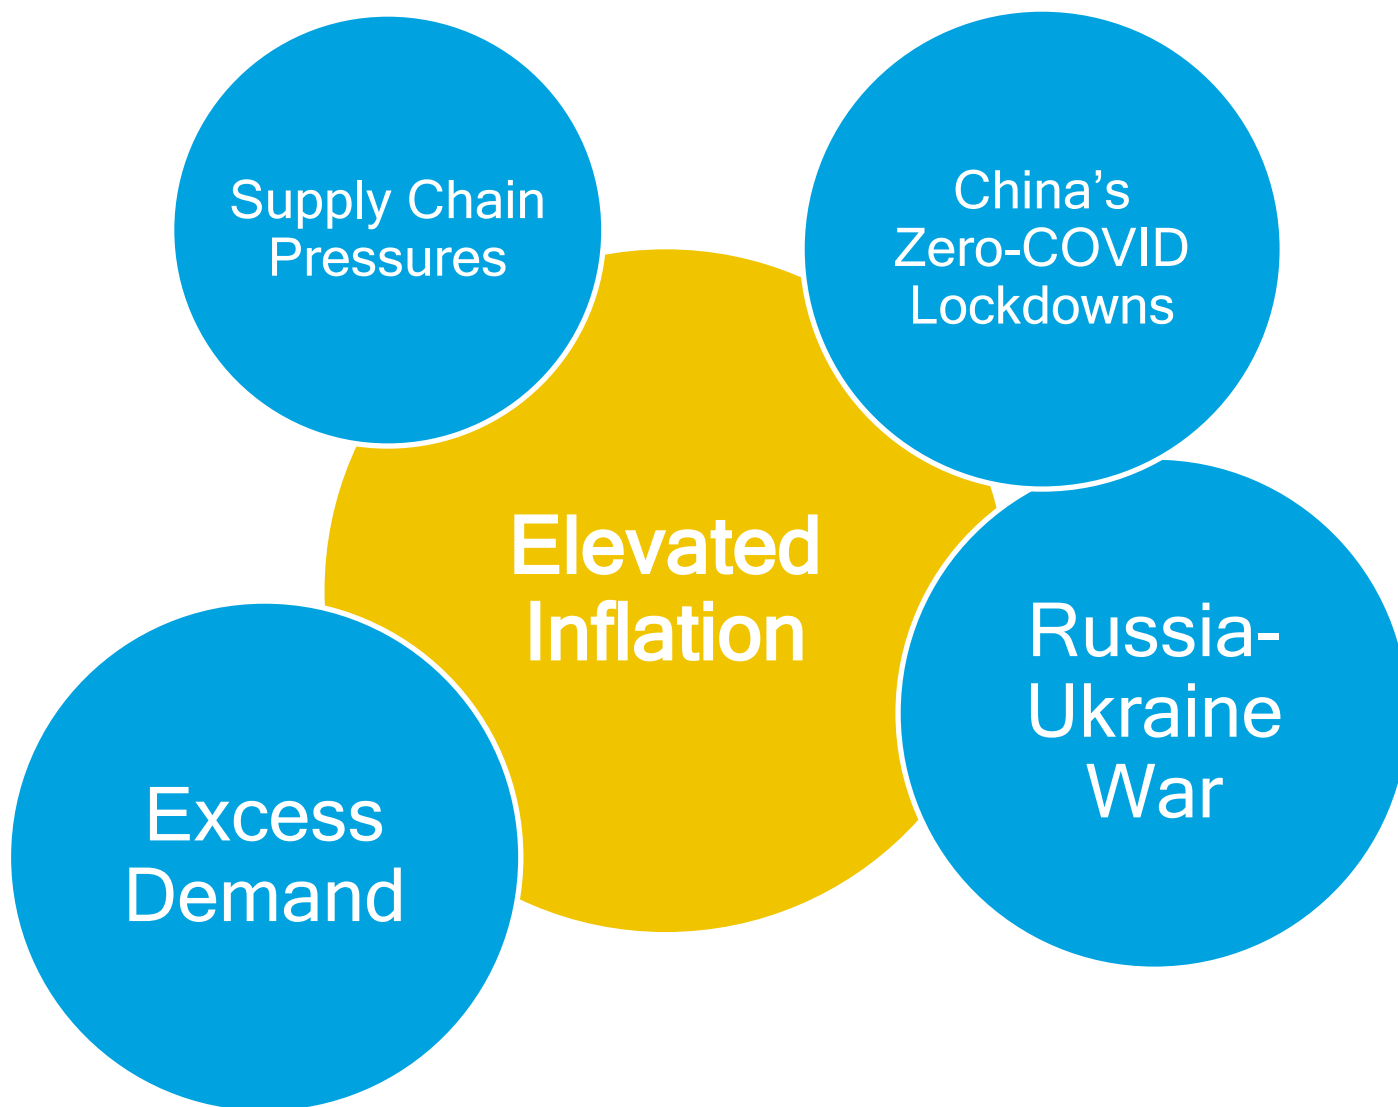 Supply Chain
Pressures
China’s
Zero-COVID
Lockdowns
Elevated
Inflation
Russia-
Ukraine
War
Excess
Demand